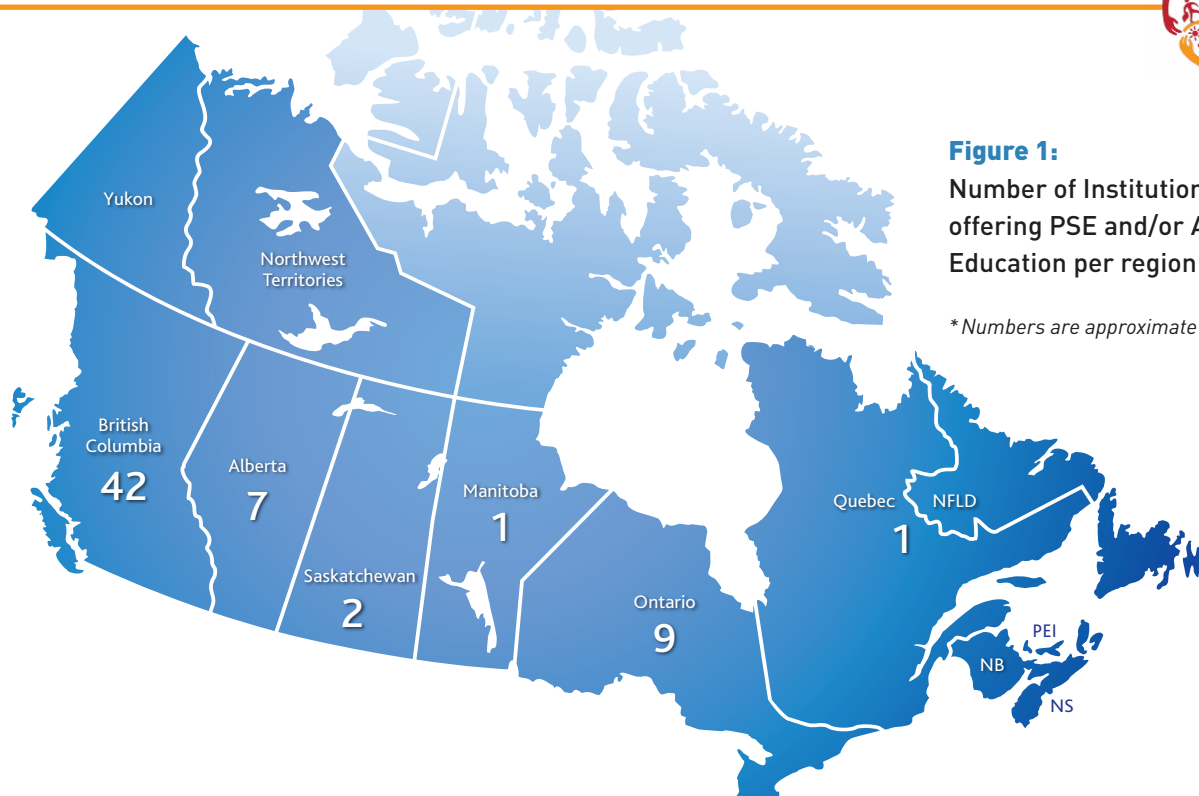 Figure 1:
Number of Institution
offering PSE and/or A
Education per region
*Numbers are approximate
Yukon
Northwest
Territories
British
Columbia
42
Alberta
7
Saskatchewan
2
Manitoba
1
Ontario
9
Quebec
1
NFLD
PEI
NB
NS